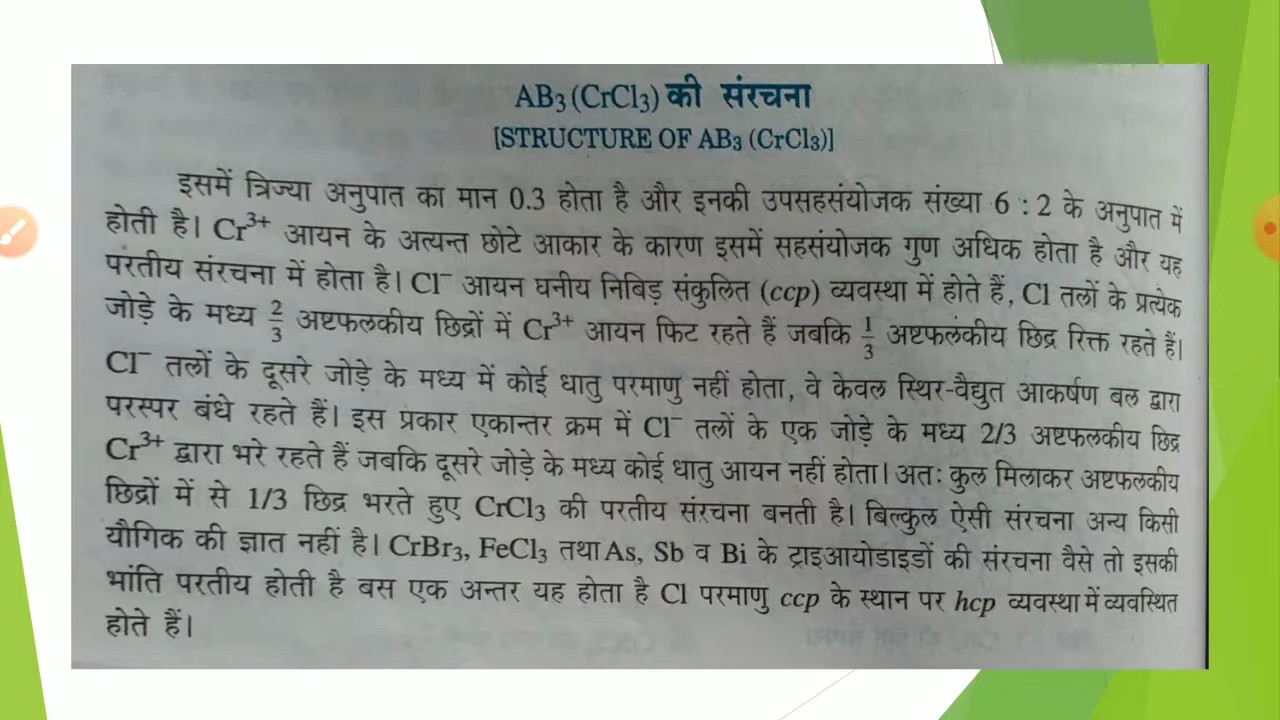 AB₃ (CrCl₃) की संरचना
[STRUCTURE OF AB₃ (CrCl₃)]
इसमें त्रिज्या अनुपात का मान 0.3 होता है और इनकी उपसहसंयोजक संख्या 6 : 2 के अनुपात में
होती है। Cr³⁺ आयन के अत्यन्त छोटे आकार के कारण इसमें सहसंयोजक गुण अधिक होता है और यह
परतीय संरचना में होता है। Cl⁻ आयन घनीय निबिड़ संकुलित (ccp) व्यवस्था में होते हैं, Cl तलों के प्रत्येक
जोड़े के मध्य 2/3 अष्टफलकीय छिद्रों में Cr³⁺ आयन फिट रहते हैं जबकि 1/3 अष्टफलकीय छिद्र रिक्त रहते हैं।
Cl⁻ तलों के दूसरे जोड़े के मध्य में कोई धातु परमाणु नहीं होता, वे केवल स्थिर-वैद्युत आकर्षण बल द्वारा
परस्पर बंधे रहते हैं। इस प्रकार एकान्तर क्रम में Cl⁻ तलों के एक जोड़े के मध्य 2/3 अष्टफलकीय छिद्र
Cr³⁺ द्वारा भरे रहते हैं जबकि दूसरे जोड़े के मध्य कोई धातु आयन नहीं होता। अतः कुल मिलाकर अष्टफलकीय
छिद्रों में से 1/3 छिद्र भरते हुए CrCl₃ की परतीय संरचना बनती है। बिल्कुल ऐसी संरचना अन्य किसी
यौगिक की ज्ञात नहीं है। CrBr₃, FeCl₃ तथा As, Sb व Bi के ट्राइआयोडाइडों की संरचना वैसे तो इसकी
भांति परतीय होती है बस एक अन्तर यह होता है Cl परमाणु ccp के स्थान पर hcp व्यवस्था में व्यवस्थित
होते हैं।